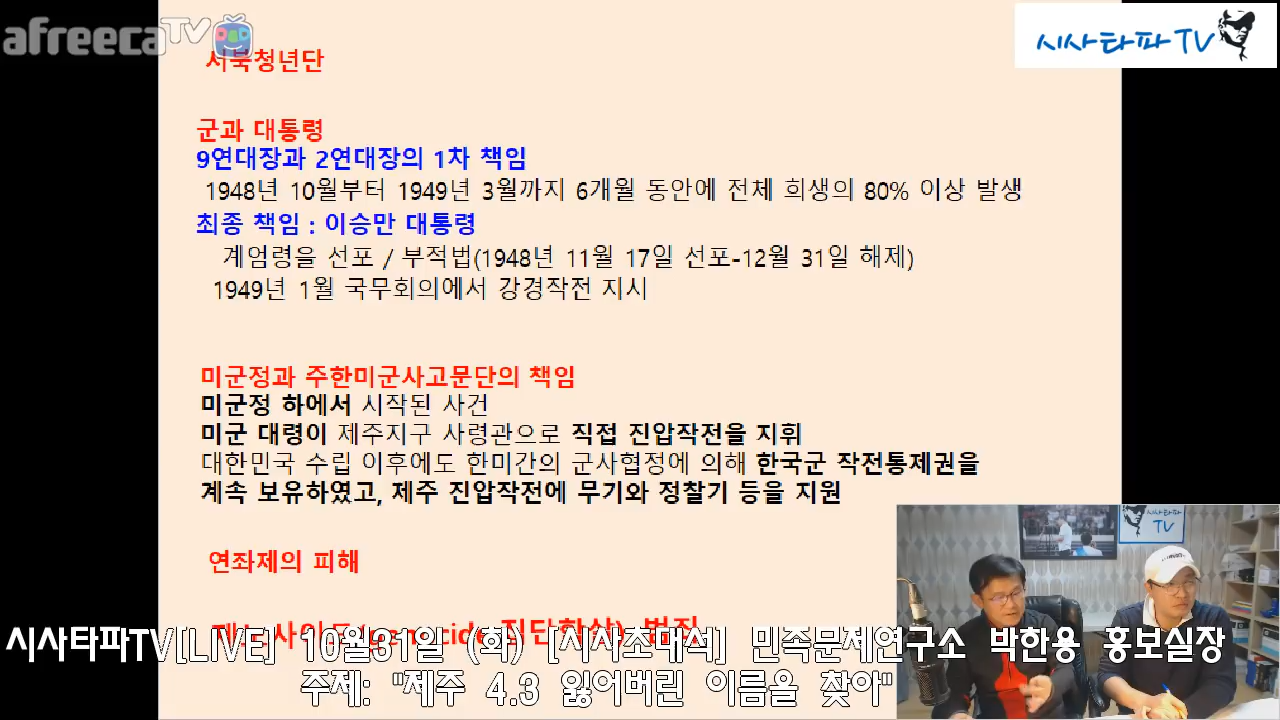 afreecaTV
시사타파TV
서북청년단
군과 대통령
9연대장과 2연대장의 1차 책임
1948년 10월부터 1949년 3월까지 6개월 동안에 전체 희생의 80% 이상 발생
최종 책임 : 이승만 대통령
계엄령을 선포 / 부적법(1948년 11월 17일 선포-12월 31일 해제)
1949년 1월 국무회의에서 강경작전 지시
미군정과 주한미군사고문단의 책임
미군정 하에서 시작된 사건
미군 대령이 제주지구 사령관으로 직접 진압작전을 지휘
대한민국 수립 이후에도 한미간의 군사협정에 의해 한국군 작전통제권을
계속 보유하였고, 제주 진압작전에 무기와 정찰기 등을 지원
시사타파
TV
연좌제의 피해
시사타파TV[LIVE] 10월31일 (화) [시사초대석] 민족문제연구소 박한용 홍보실장
주제: "제주 4.3 잃어버린 이름을 찾아"